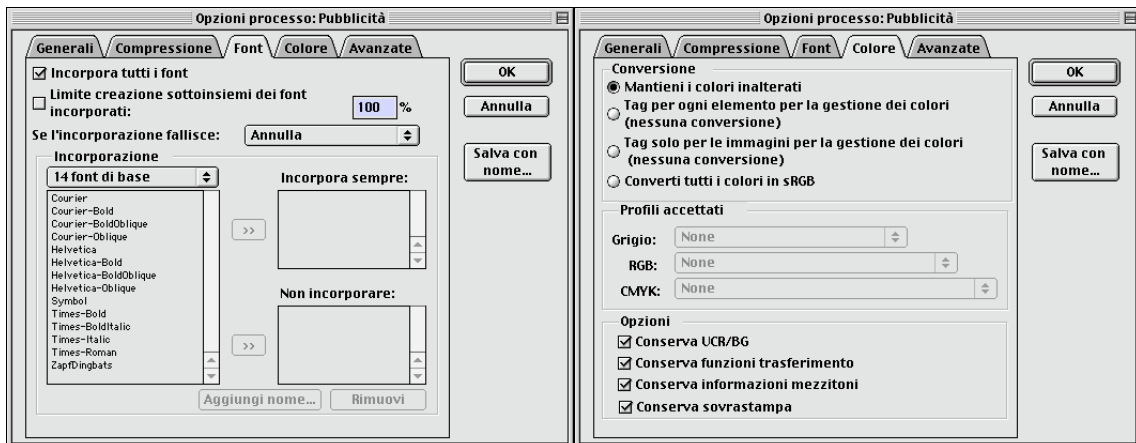 Opzioni processo: Pubblicità
Generali
Compressione
Font
Colore
Avanzate
Incorpora tutti i font
Limite creazione sottoinsiemi dei font
incorporati:
100 %
Se l'incorporazione fallisce:
Annulla
Incorporazione
14 font di base
Courier
Courier-Bold
Courier-BoldOblique
Courier-Oblique
Helvetica
Helvetica-Bold
Helvetica-BoldOblique
Helvetica-Oblique
Symbol
Times-Bold
Times-BoldItalic
Times-Italic
Times-Roman
ZapfDingbats
>>
>>
Incorpora sempre:
Non incorporare:
Aggiungi nome...
Rimuovi
OK
Annulla
Salva con
nome...
Opzioni processo: Pubblicità
Generali
Compressione
Font
Colore
Avanzate
Conversione
Mantieni i colori inalterati
Tag per ogni elemento per la gestione dei colori
(nessuna conversione)
Tag solo per le immagini per la gestione dei colori
(nessuna conversione)
Converti tutti i colori in sRGB
Profili accettati
Grigio: None
RGB: None
CMYK: None
Opzioni
Conserva UCR/BG
Conserva funzioni trasferimento
Conserva informazioni mezzitoni
Conserva sovrastampa
OK
Annulla
Salva con
nome...